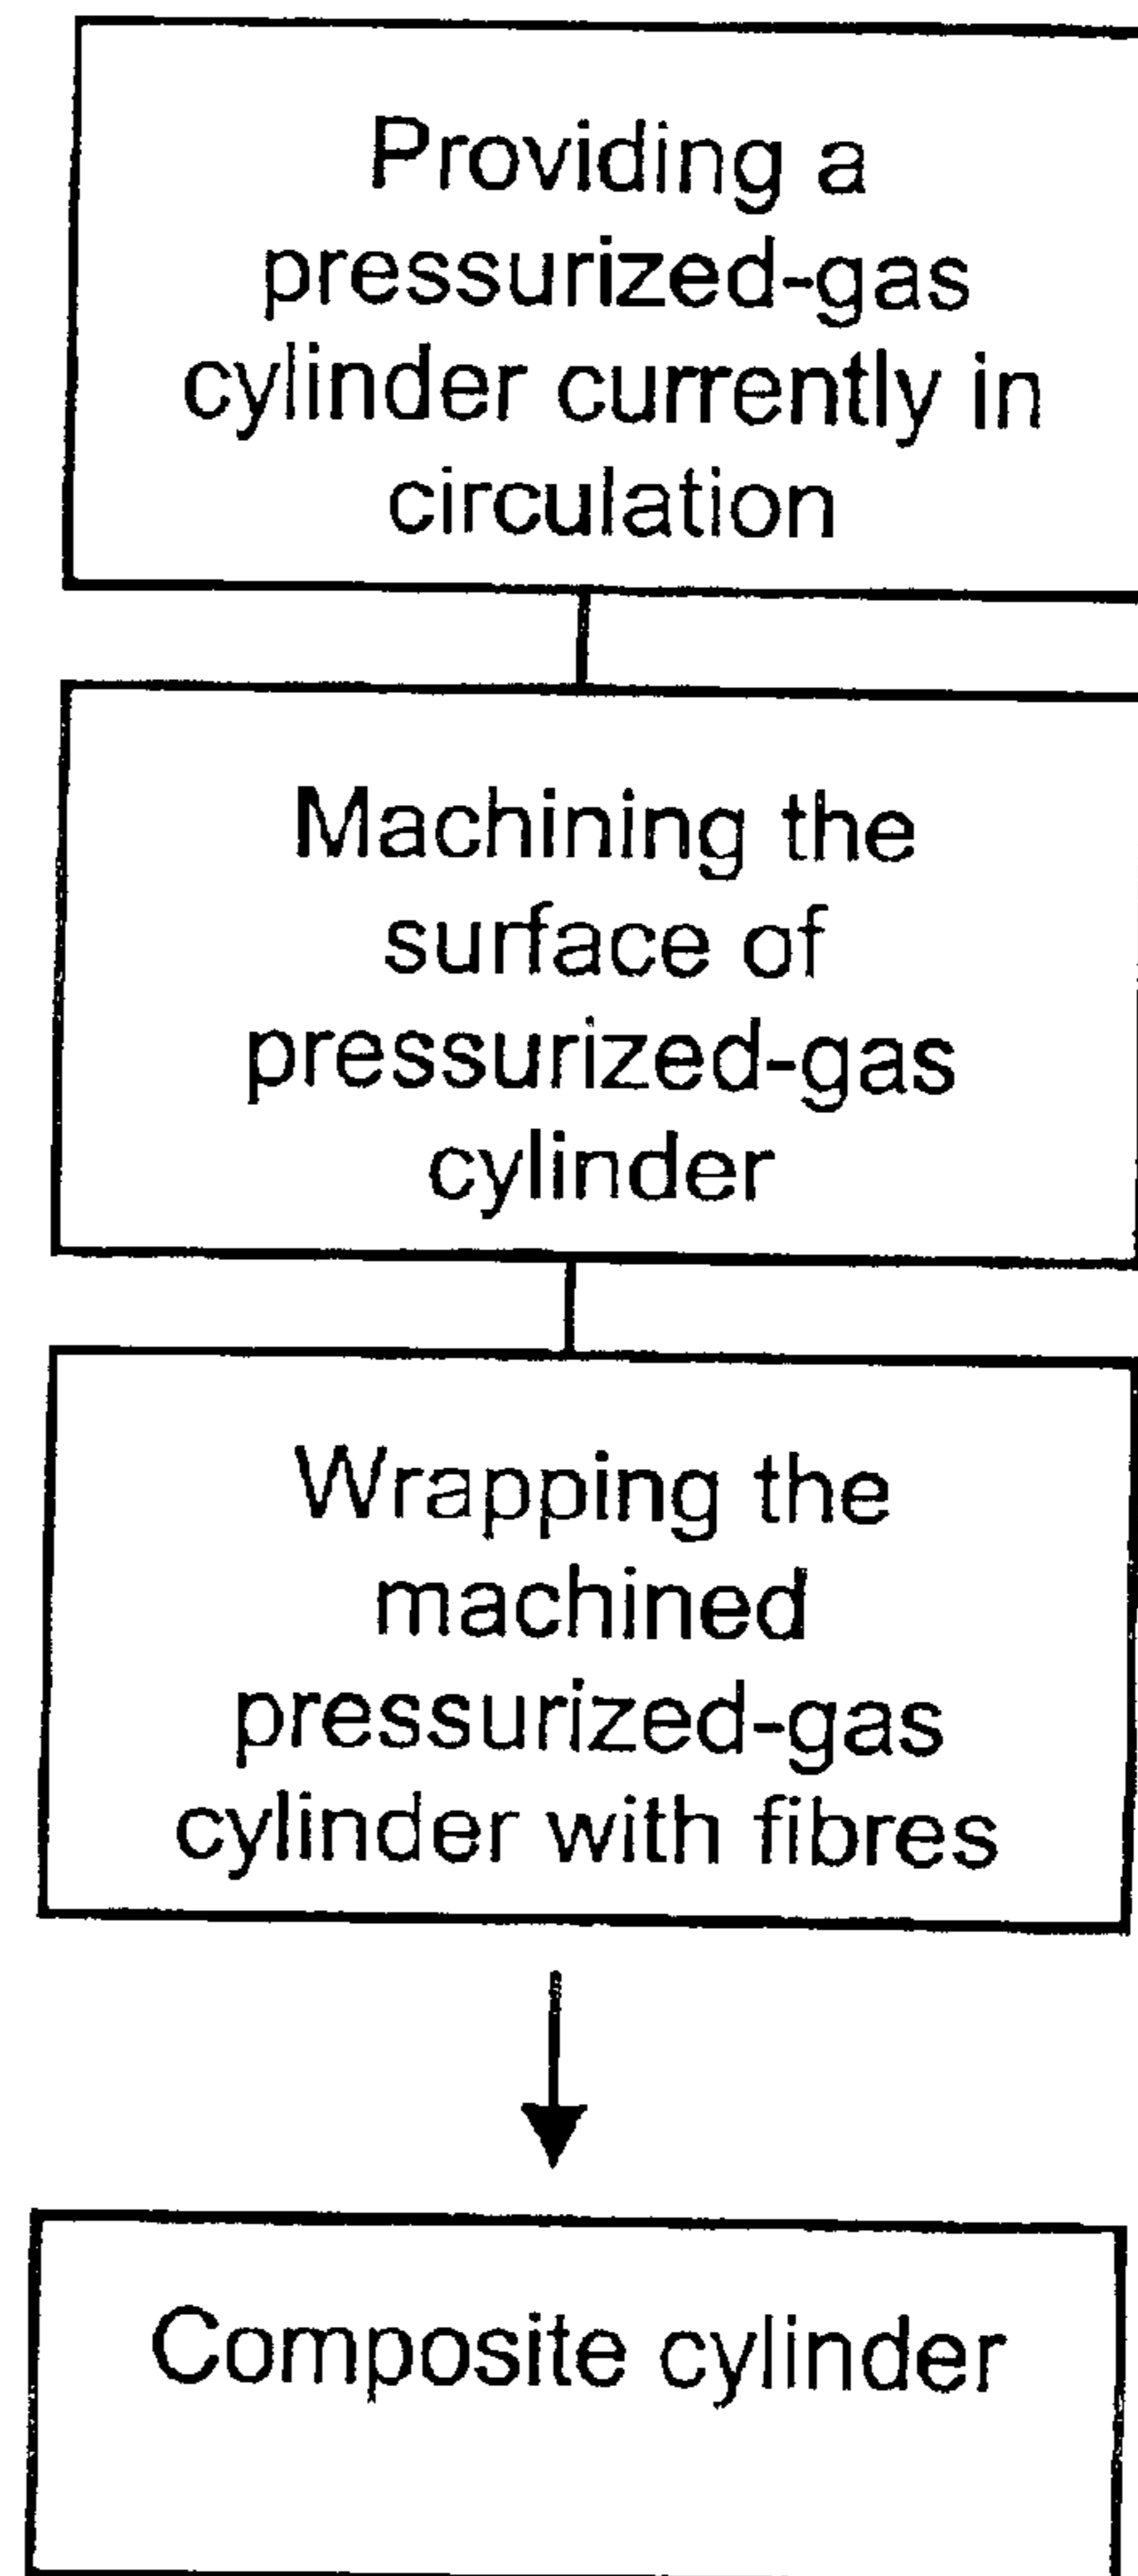 Providing a
pressurized-gas
cylinder currently in
circulation
Machining the
surface of
pressurized-gas
cylinder
Wrapping the
machined
pressurized-gas
cylinder with fibres
Composite cylinder